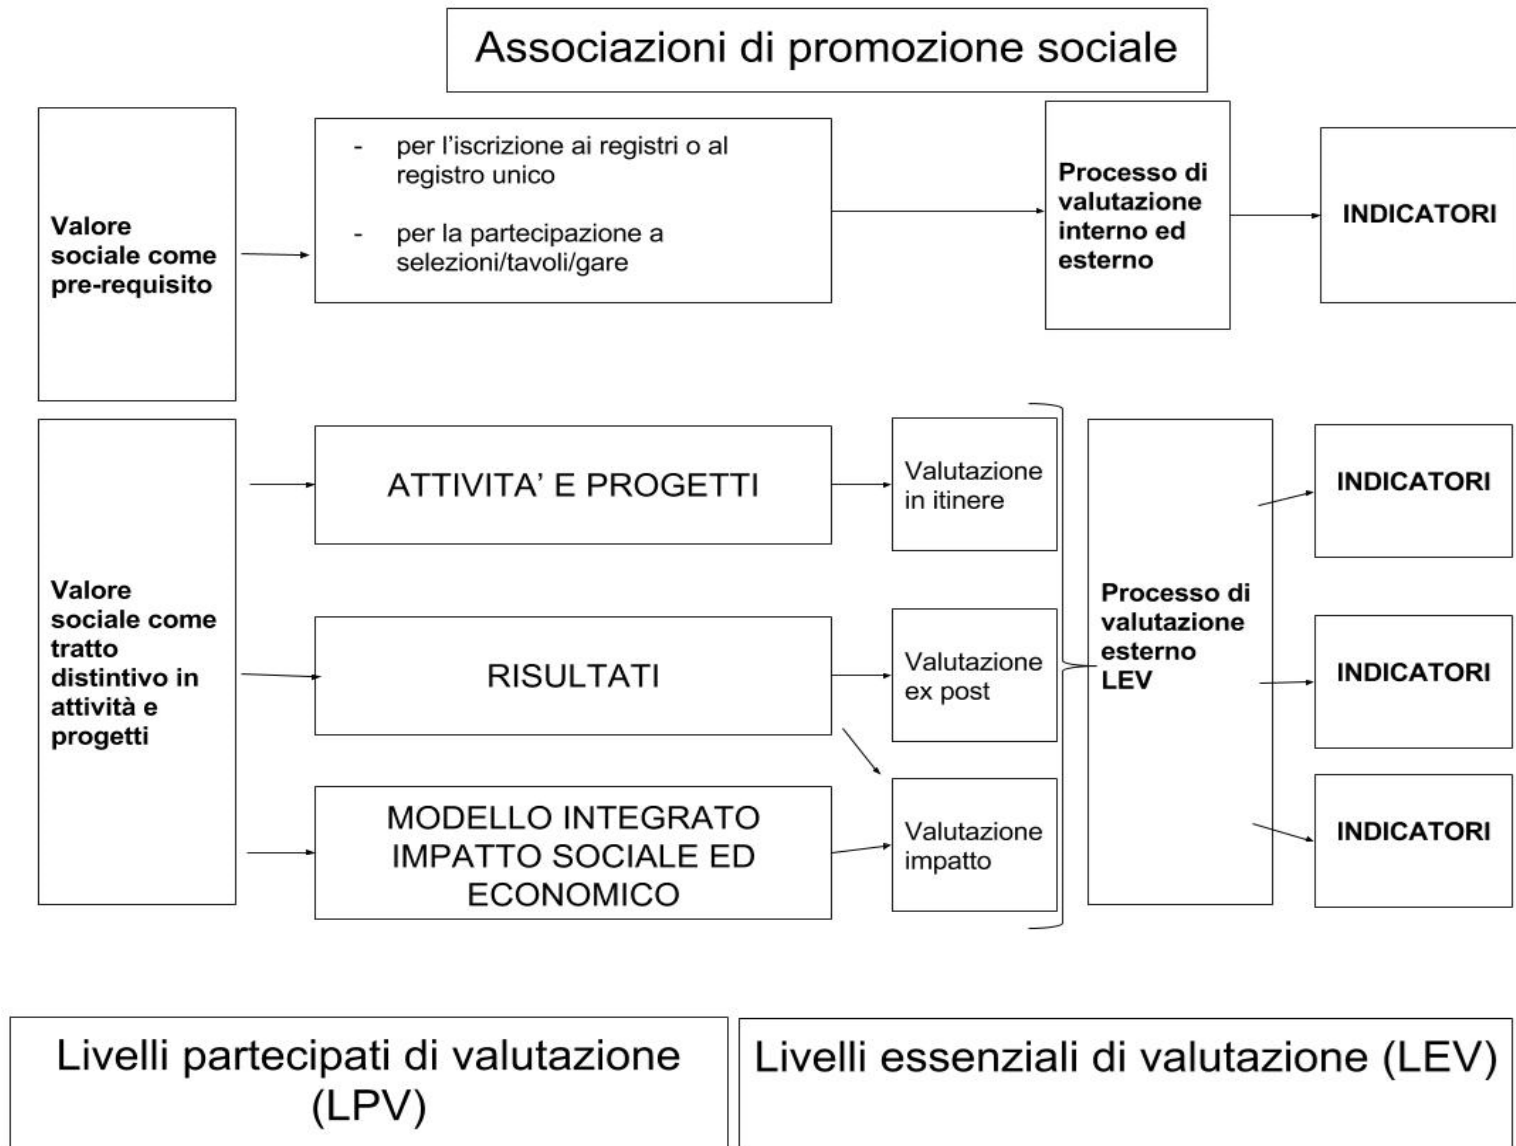 Associazioni di promozione sociale
Valore
sociale come
pre-requisito
- per l'iscrizione ai registri o al
registro unico
- per la partecipazione a
selezioni/tavoli/gare
Processo di
valutazione
interno ed
esterno
INDICATORI
Valore
sociale come
tratto
distintivo in
attività e
progetti
ATTIVITA' E PROGETTI
Valutazione
in itinere
RISULTATI
Valutazione
ex post
MODELLO INTEGRATO
IMPATTO SOCIALE ED
ECONOMICO
Valutazione
impatto
Processo di
valutazione
esterno
LEV
INDICATORI
INDICATORI
INDICATORI
Livelli partecipati di valutazione
(LPV)
Livelli essenziali di valutazione (LEV)